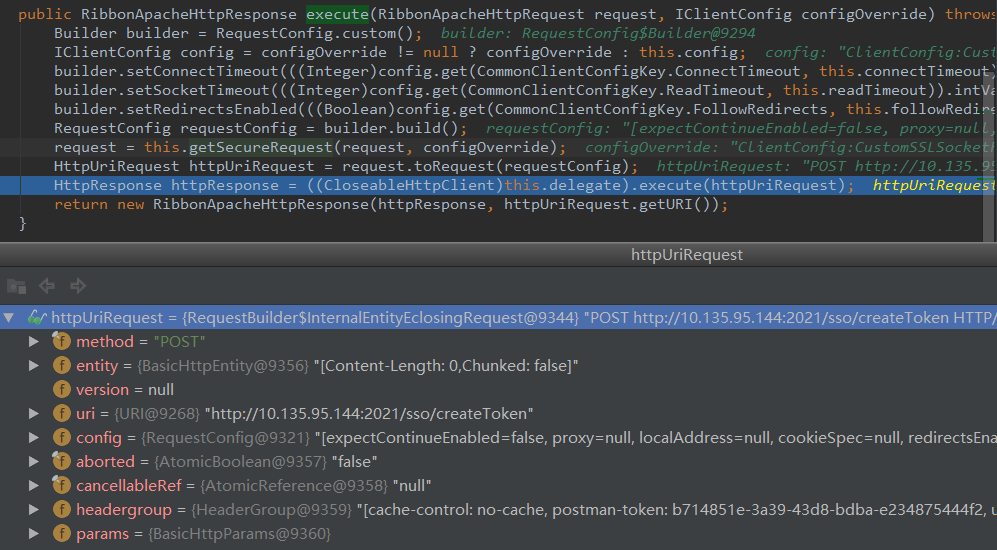 public RibbonApacheHttpResponse execute(RibbonApacheHttpRequest request, IClientConfig configOverride) throws
Builder builder = RequestConfig.custom(); builder: RequestConfig$Builder@9294
IClientConfig config = configOverride != null ? configOverride : this.config; config: "ClientConfig:Cus
builder.setConnectTimeout(((Integer)config.get(CommonClientConfigKey.ConnectTimeout, this.connectTimeout)
builder.setSocketTimeout(((Integer)config.get(CommonClientConfigKey.ReadTimeout, this.readTimeout)).intVa
builder.setRedirectsEnabled(((Boolean)config.get(CommonClientConfigKey.FollowRedirects, this.followRedire
RequestConfig requestConfig = builder.build(); requestConfig: "[expectContinueEnabled=false, proxy=null,
request = this.getSecureRequest(request, configOverride); configOverride: "ClientConfig:CustomSSLSocketF
HttpUriRequest httpUriRequest = request.toRequest(requestConfig); httpUriRequest: "POST http://10.135.95
HttpResponse httpResponse = ((CloseableHttpClient)this.delegate).execute(httpUriRequest); httpUriRequest
return new RibbonApacheHttpResponse(httpResponse, httpUriRequest.getURI());
}
httpUriRequest
httpUriRequest = {RequestBuilder$InternalEntityEclosingRequest@9344} "POST http://10.135.95.144:2021/sso/createToken HTTP/
method = "POST"
entity = {BasicHttpEntity@9356} "[Content-Length: 0,Chunked: false]"
version = null
uri = {URI@9268} "http://10.135.95.144:2021/sso/createToken"
config = {RequestConfig@9321} "[expectContinueEnabled=false, proxy=null, localAddress=null, cookieSpec=null, redirectsEna
aborted = {AtomicBoolean@9357} "false"
cancellableRef = {AtomicReference@9358} "null"
headergroup = {HeaderGroup@9359} "[cache-control: no-cache, postman-token: b714851e-3a39-43d8-bdba-e234875444f2, u
params = {BasicHttpParams@9360}